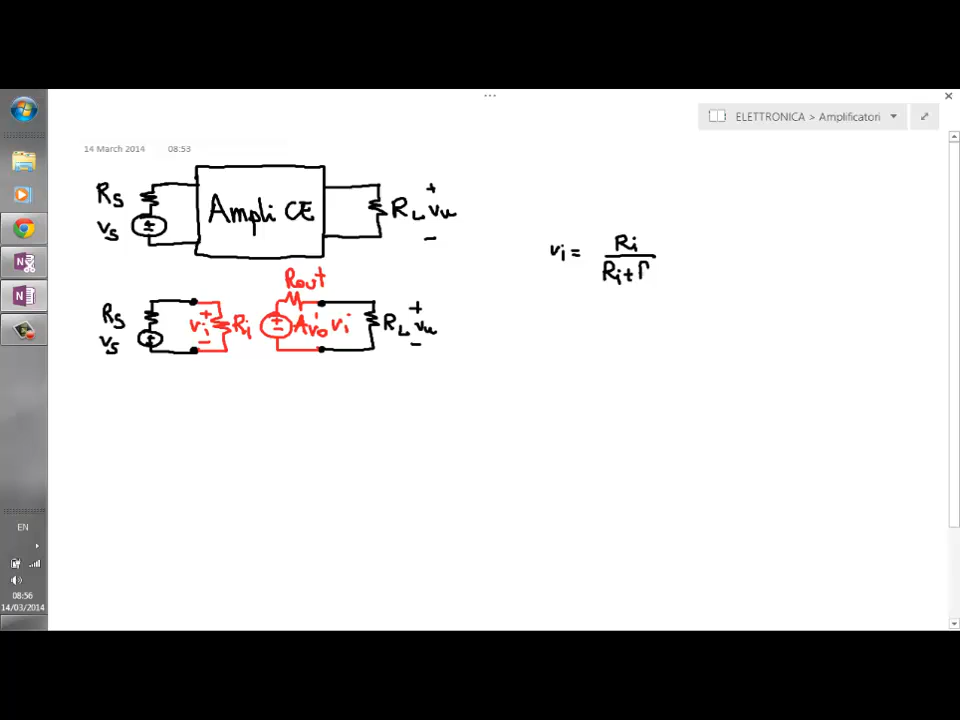 ELETTRONICA > Amplificatori
14 March 2014 08:53
Rs
vs
Ampli CE
+
RL vu
−
vi = Ri
Ri+
Rout
Rs
vs
+
vi
−
Ri
Avo vi
+
RL vu
−
EN
08:56
14/03/2014